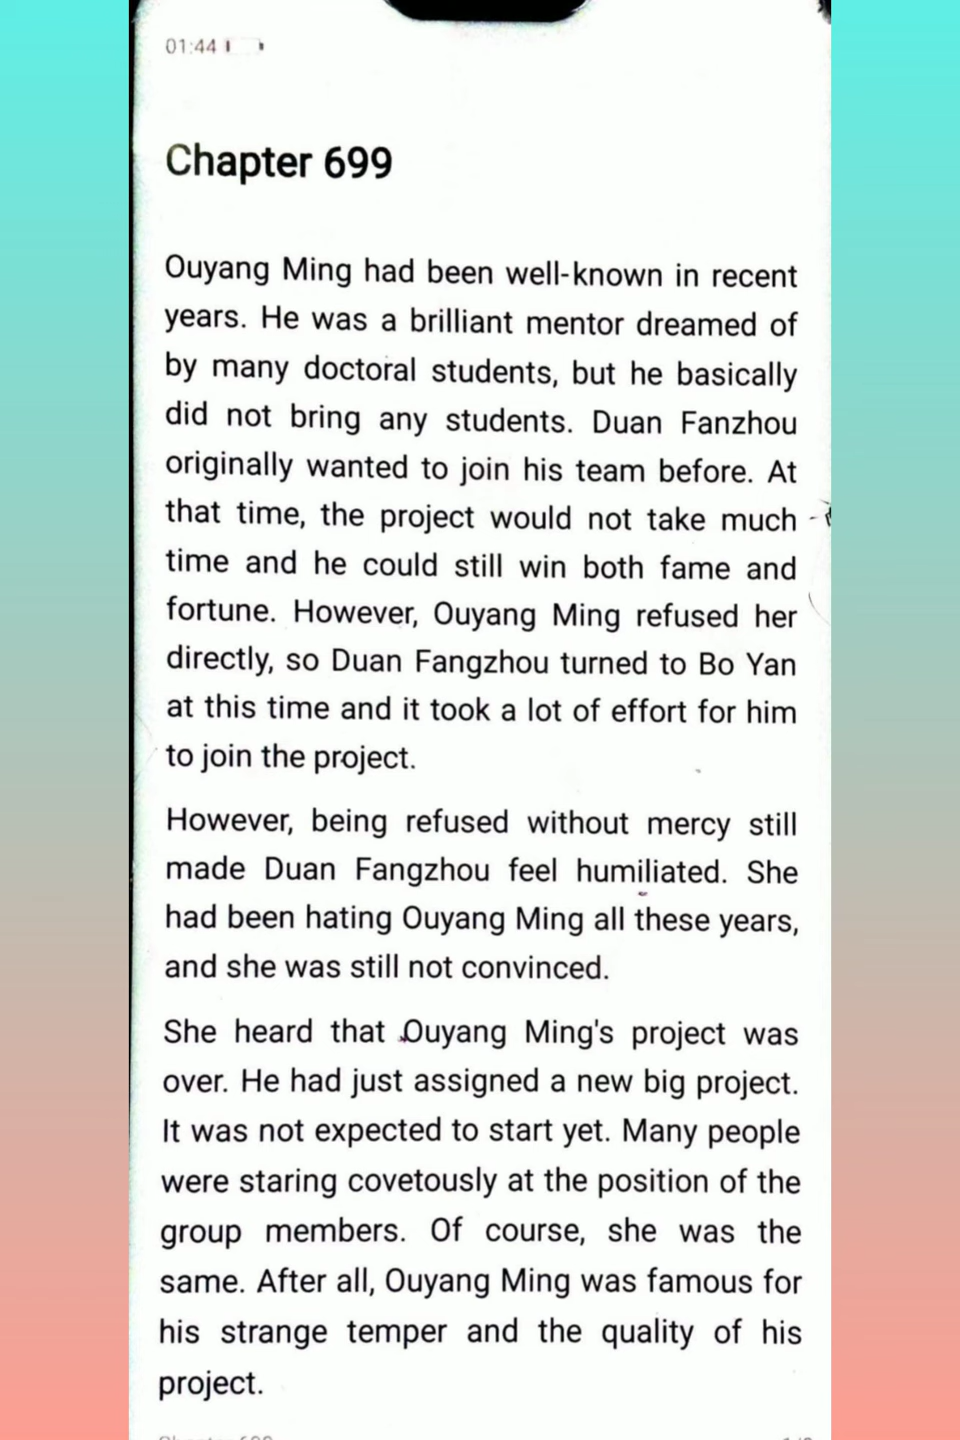 01:44
Chapter 699
Ouyang Ming had been well-known in recent
years. He was a brilliant mentor dreamed of
by many doctoral students, but he basically
did not bring any students. Duan Fanzhou
originally wanted to join his team before. At
that time, the project would not take much
time and he could still win both fame and
fortune. However, Ouyang Ming refused her
directly, so Duan Fangzhou turned to Bo Yan
at this time and it took a lot of effort for him
to join the project.
However, being refused without mercy still
made Duan Fangzhou feel humiliated. She
had been hating Ouyang Ming all these years,
and she was still not convinced.
She heard that Ouyang Ming's project was
over. He had just assigned a new big project.
It was not expected to start yet. Many people
were staring covetously at the position of the
group members. Of course, she was the
same. After all, Ouyang Ming was famous for
his strange temper and the quality of his
project.